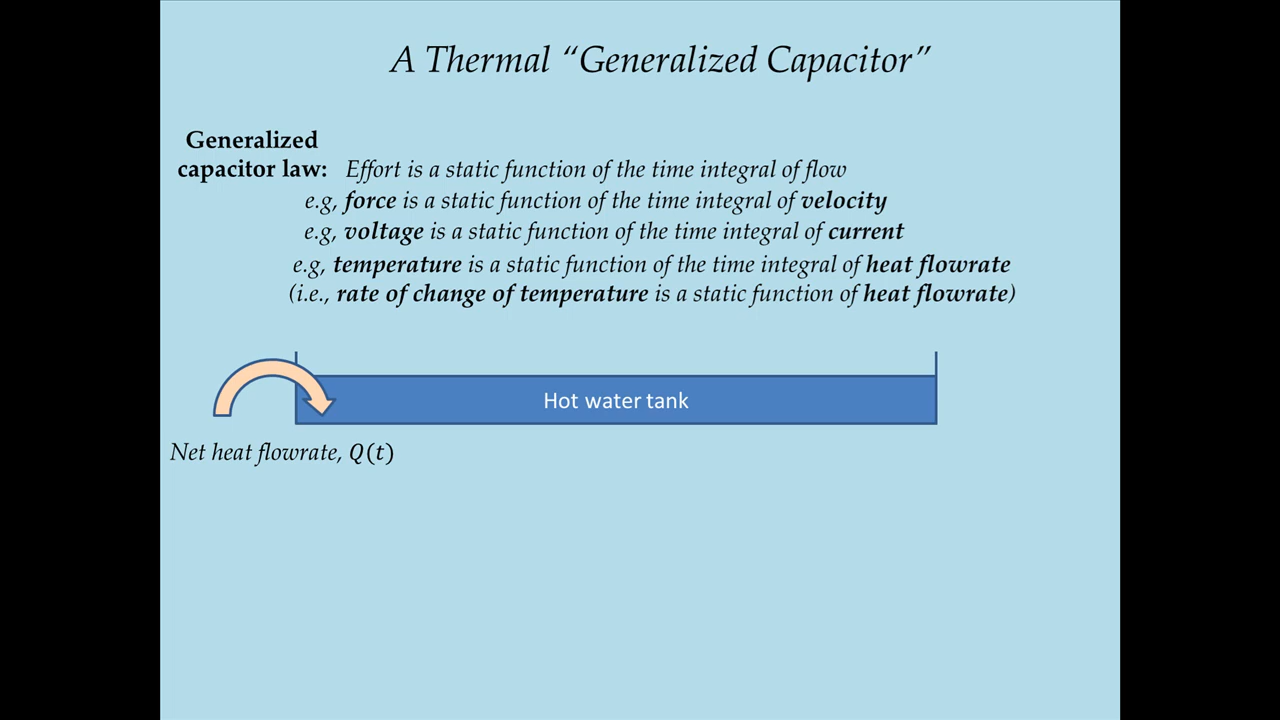 A Thermal “Generalized Capacitor”
Generalized
capacitor law: Effort is a static function of the time integral of flow
e.g, force is a static function of the time integral of velocity
e.g, voltage is a static function of the time integral of current
e.g, temperature is a static function of the time integral of heat flowrate
(i.e., rate of change of temperature is a static function of heat flowrate)
Hot water tank
Net heat flowrate, Q(t)